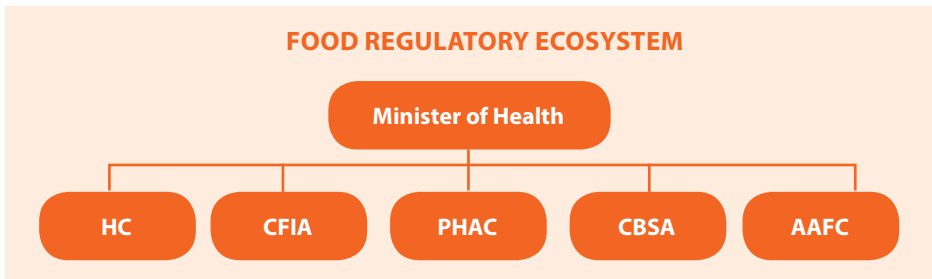 FOOD REGULATORY ECOSYSTEM
Minister of Health
HC
CFIA
PHAC
CBSA
AAFC